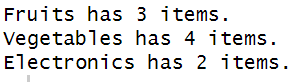 Fruits has 3 items.
Vegetables has 4 items.
Electronics has 2 items.